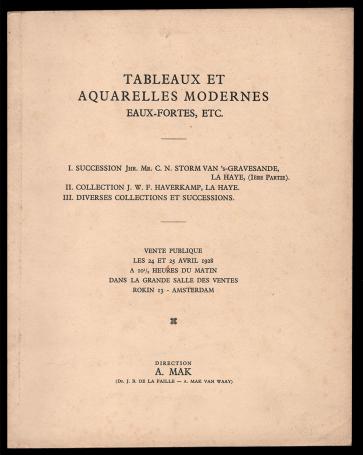 TABLEAUX ET
AQUARELLES MODERNES
EAUX-FORTES, ETC.
I. SUCCESSION JHR. MR. C. N. STORM VAN 's-GRAVESANDE,
LA HAYE, (IÈRE PARTIE).
II. COLLECTION J. W. F. HAVERKAMP, LA HAYE.
III. DIVERSES COLLECTIONS ET SUCCESSIONS.
VENTE PUBLIQUE
LES 24 ET 25 AVRIL 1928
A 10½ HEURES DU MATIN
DANS LA GRANDE SALLE DES VENTES
ROKIN 13 - AMSTERDAM
DIRECTION
A. MAK
(DR. J. B. DE LA FAILLE — A. MAK VAN WAAY)